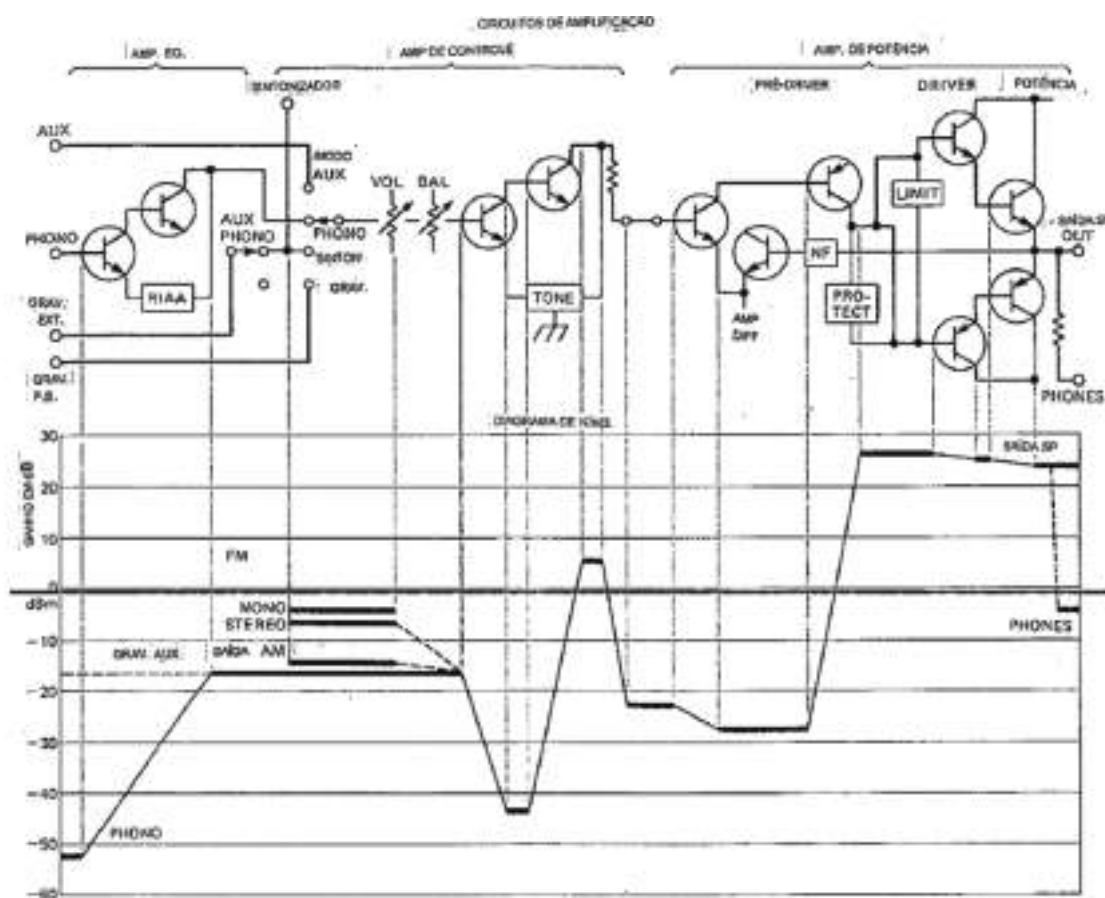 CIRCUITOS DE AMPLIFICAÇÃO
AMP. EQ.
AMP DE CONTROLE
AMP. DE POTÊNCIA
SINTONIZADOR
PRÉ-DRIVER
DRIVER
POTÊNCIA
AUX
MODO
AUX
VOL
BAL
LIMIT
AUX
PHONO
PHONO
PHONO
OUT
NF
RIAA
GRAV.
TONE
PRO-
TECT
GRAV.
EXT.
AMP
DIFF
GRAV.
P.B.
PHONES
DIAGRAMA DE NÍVEL
30
SAÍDA SP
20
10
FM
0
dBm
MONO
STEREO
PHONES
-10
GRAV. AUX.
SAÍDA AM
-20
-30
-40
PHONO
-50
-60